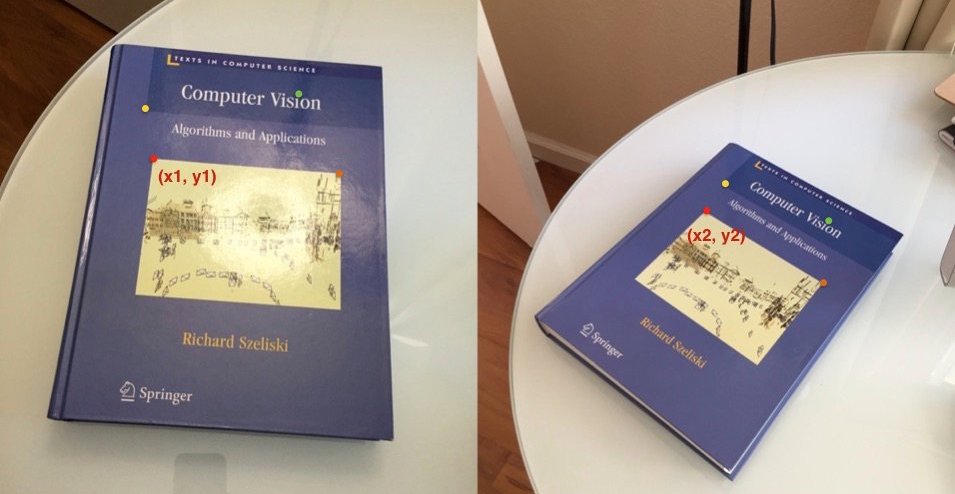 TEXTS IN COMPUTER SCIENCE
Computer Vision
Algorithms and Applications
(x1, y1)
Richard Szeliski
Springer
TEXTS IN COMPUTER SCIENCE
Computer Vision
Algorithms and Applications
(x2, y2)
Richard Szeliski
Springer